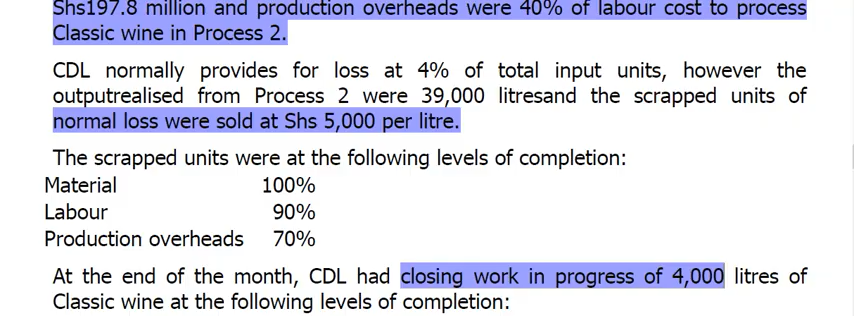 Shs197.8 million and production overheads were 40% of labour cost to process
Classic wine in Process 2.
CDL normally provides for loss at 4% of total input units, however the
outputrealised from Process 2 were 39,000 litresand the scrapped units of
normal loss were sold at Shs 5,000 per litre.
The scrapped units were at the following levels of completion:
Material 100%
Labour 90%
Production overheads 70%
At the end of the month, CDL had closing work in progress of 4,000 litres of
Classic wine at the following levels of completion: